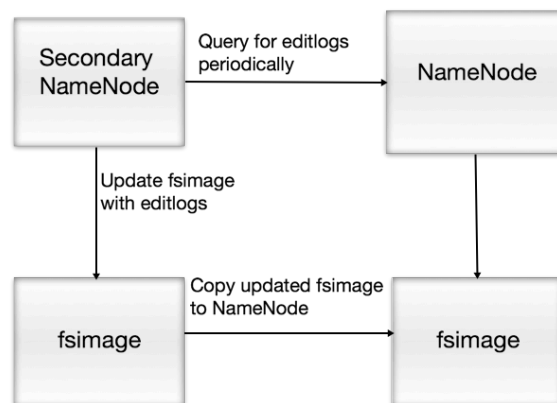 Secondary
NameNode
Query for editlogs
periodically
NameNode
Update fsimage
with editlogs
Copy updated fsimage
to NameNode
fsimage
fsimage